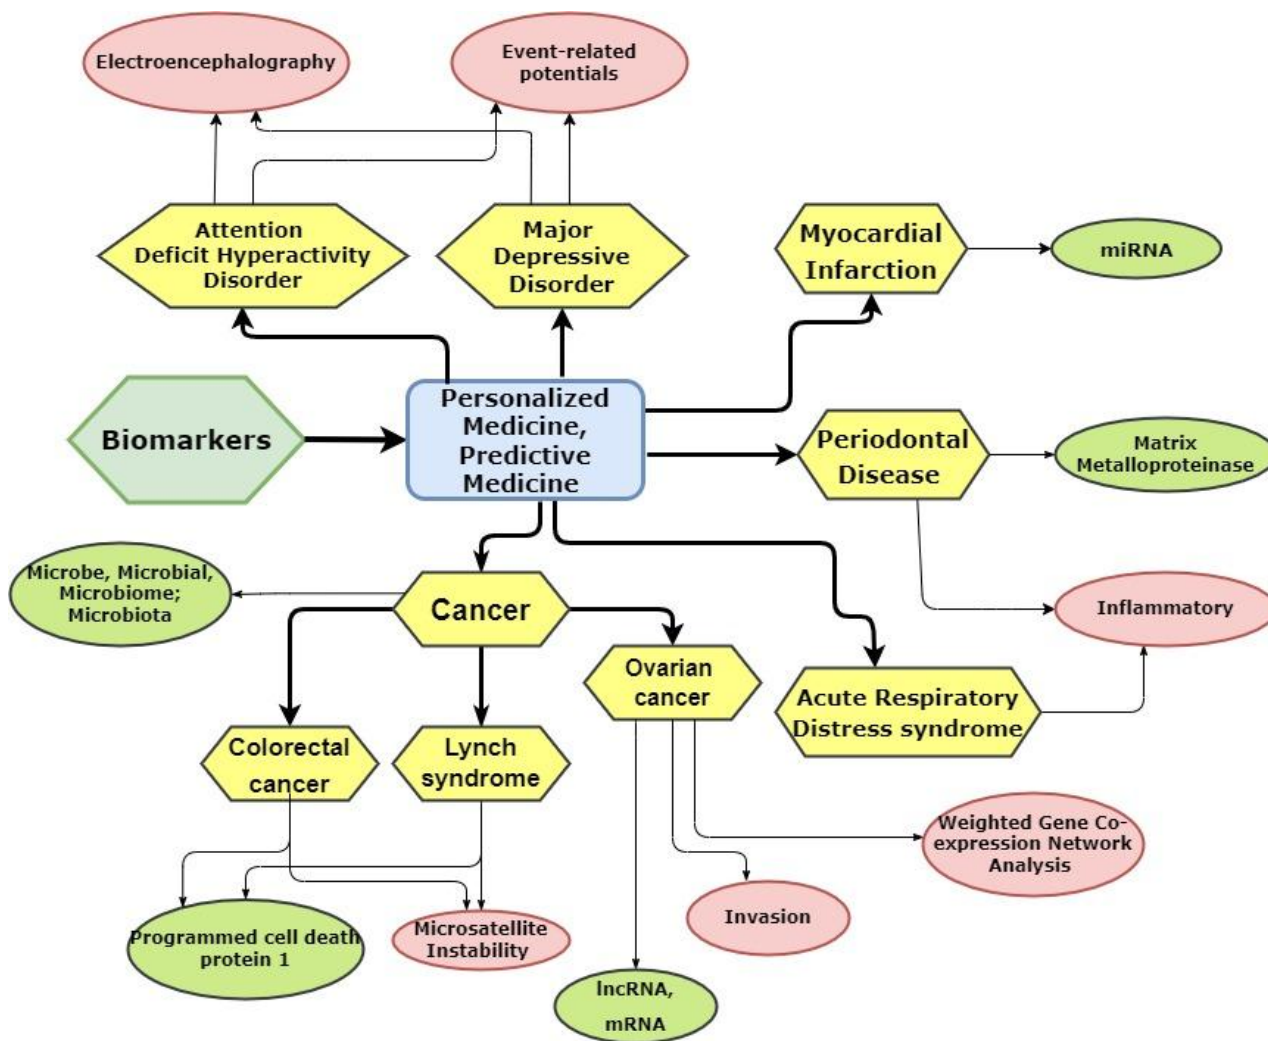 Electroencephalography
Event-related
potentials
Attention
Deficit Hyperactivity
Disorder
Major
Depressive
Disorder
Myocardial
Infarction
miRNA
Biomarkers
Personalized
Medicine,
Predictive
Medicine
Periodontal
Disease
Matrix
Metalloproteinase
Microbe, Microbial,
Microbiome;
Microbiota
Cancer
Inflammatory
Ovarian
cancer
Acute Respiratory
Distress syndrome
Colorectal
cancer
Lynch
syndrome
Weighted Gene Co-
expression Network
Analysis
Programmed cell death
protein 1
Microsatellite
Instability
Invasion
lncRNA,
mRNA